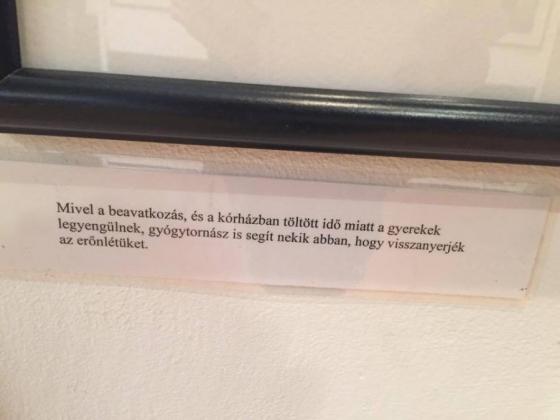 Mivel a beavatkozás, és a kórházban töltött idő miatt a gyerekek
legyengülnek, gyógytornász is segít nekik abban, hogy visszanyerjék
az erőnlétüket.